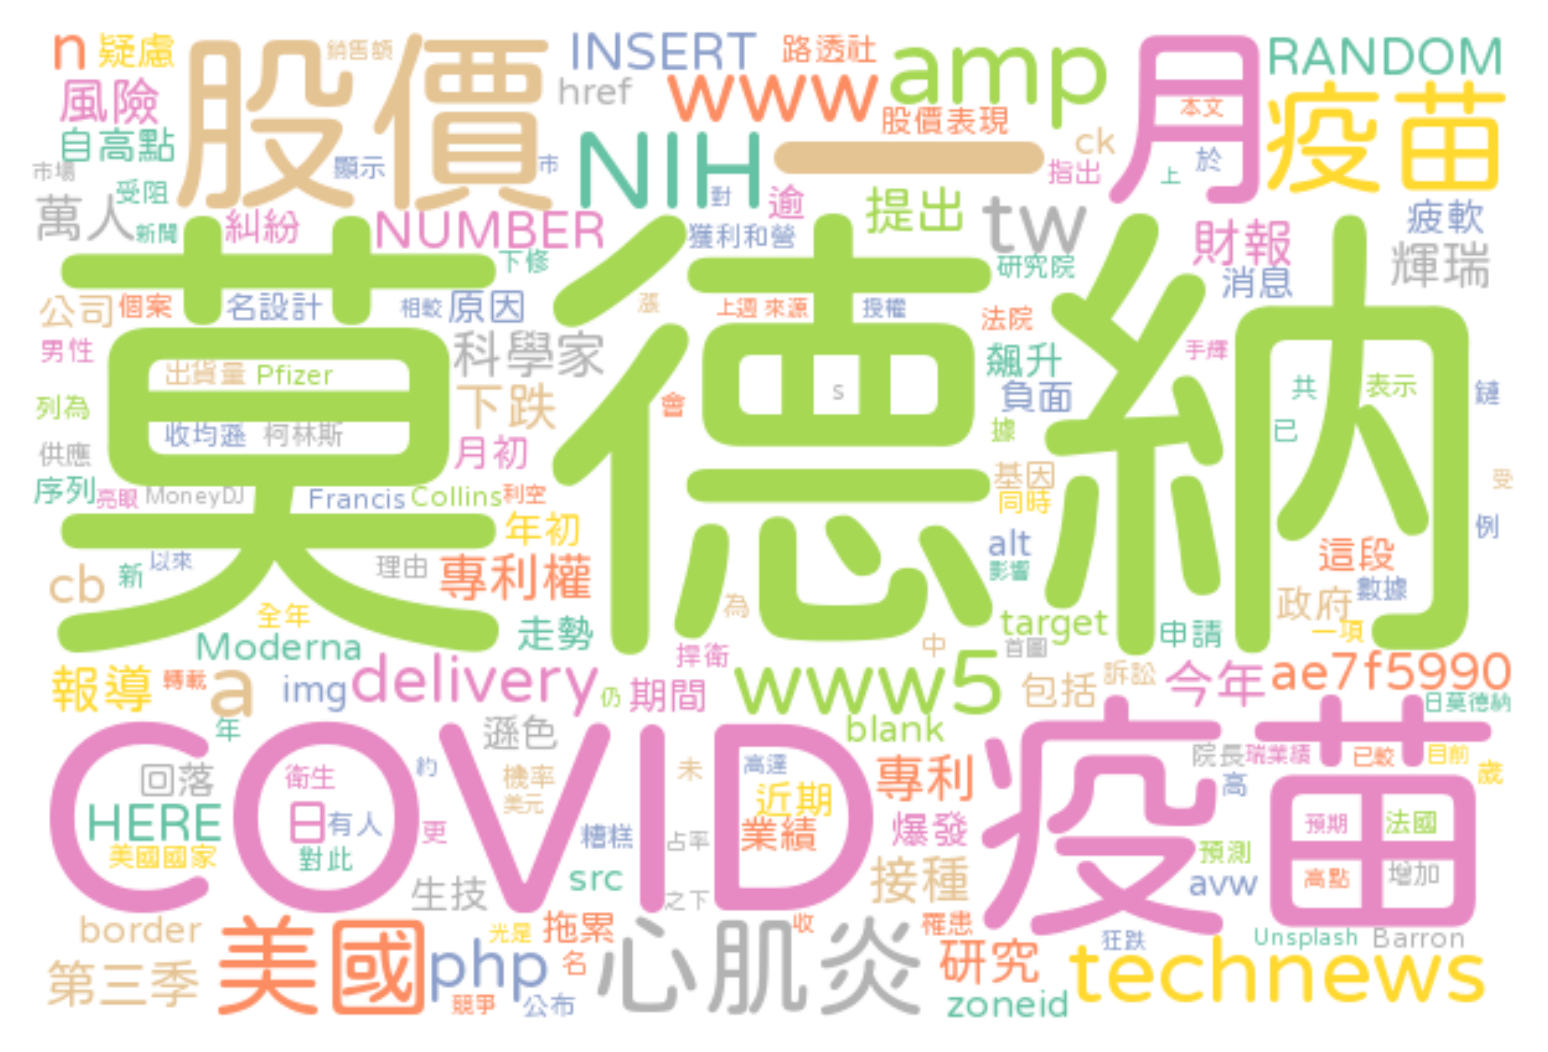 n
疑慮
股價
銷售額
INSERT
路透社
amp
月
RANDOM
風險
href
www
股價表現
本文
疫苗
自高點
顯示
市
NIH
一
ck
指出
上
於
市場
受阻
對
逾
提出
tw
疲軟
萬人
新聞
糾紛
NUMBER
獲利和營
財報
輝瑞
下修
研究院
消息
莫德納
公司
個案
名設計
相較
原因
漲
上週
來源
授權
法院
男性
科學家
飆升
手輝
出貨量
Pfizer
下跌
s
負面
共
表示
鏈
列為
會
收均遜
柯林斯
據
已
供應
月初
基因
受
序列
亮眼
MoneyDJ
Francis
Collins
利空
同時
年初
alt
例
以來
理由
專利權
影響
這段
cb
新
全年
為
政府
數據
Moderna
走勢
target
申請
一項
捍衛
中
首圖
報導
轉載
a
img
delivery
仍
期間
www5
包括
訴訟
今年
ae7f5990
日莫德納
年
遜色
blank
COVID
疫苗
回落
衛生
約
機率
未
高達
專利
院長
瑞業績
已較
目前
歲
美元
近期
高
HERE
日
有人
更
糟糕
占率
業績
爆發
預期
法國
美國國家
對此
預測
生技
src
之下
接種
avw
高點
增加
border
美國
php
光是
拖累
心肌炎
收
罹患
狂跌
Unsplash
Barron
第三季
名
研究
technews
競爭
公布
zoneid